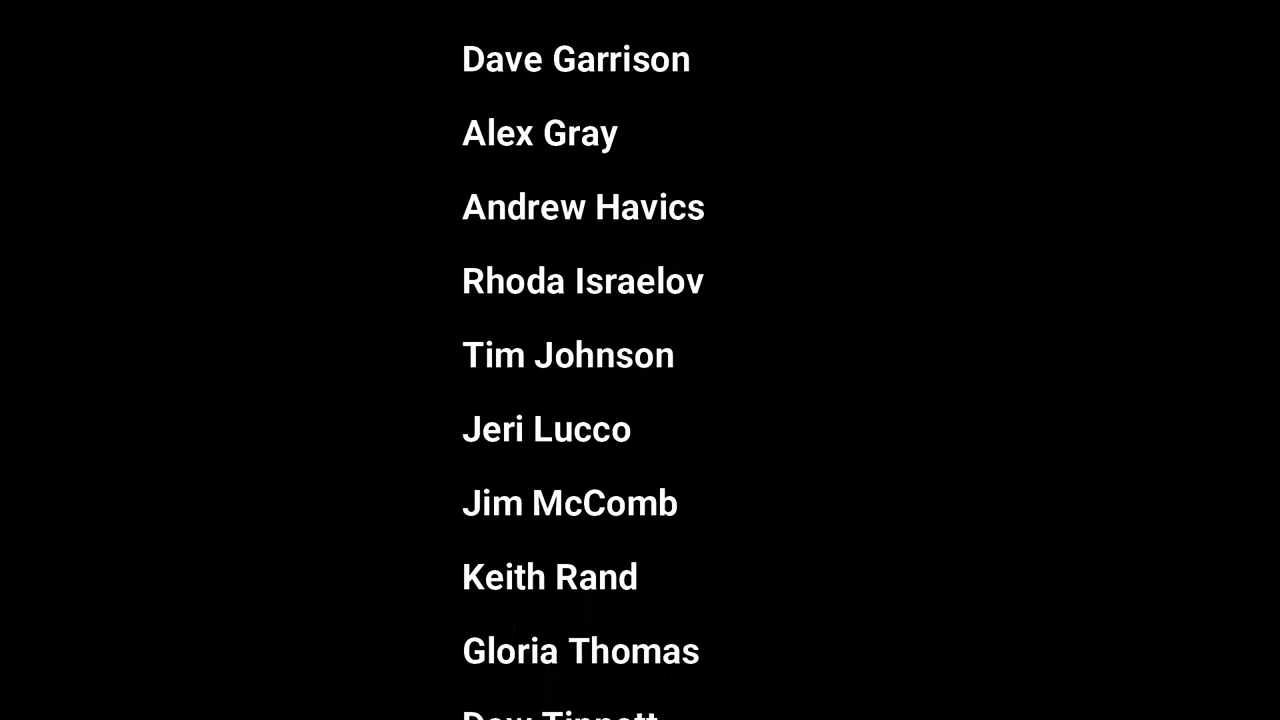 Dave Garrison
Alex Gray
Andrew Havics
Rhoda Israelov
Tim Johnson
Jeri Lucco
Jim McComb
Keith Rand
Gloria Thomas